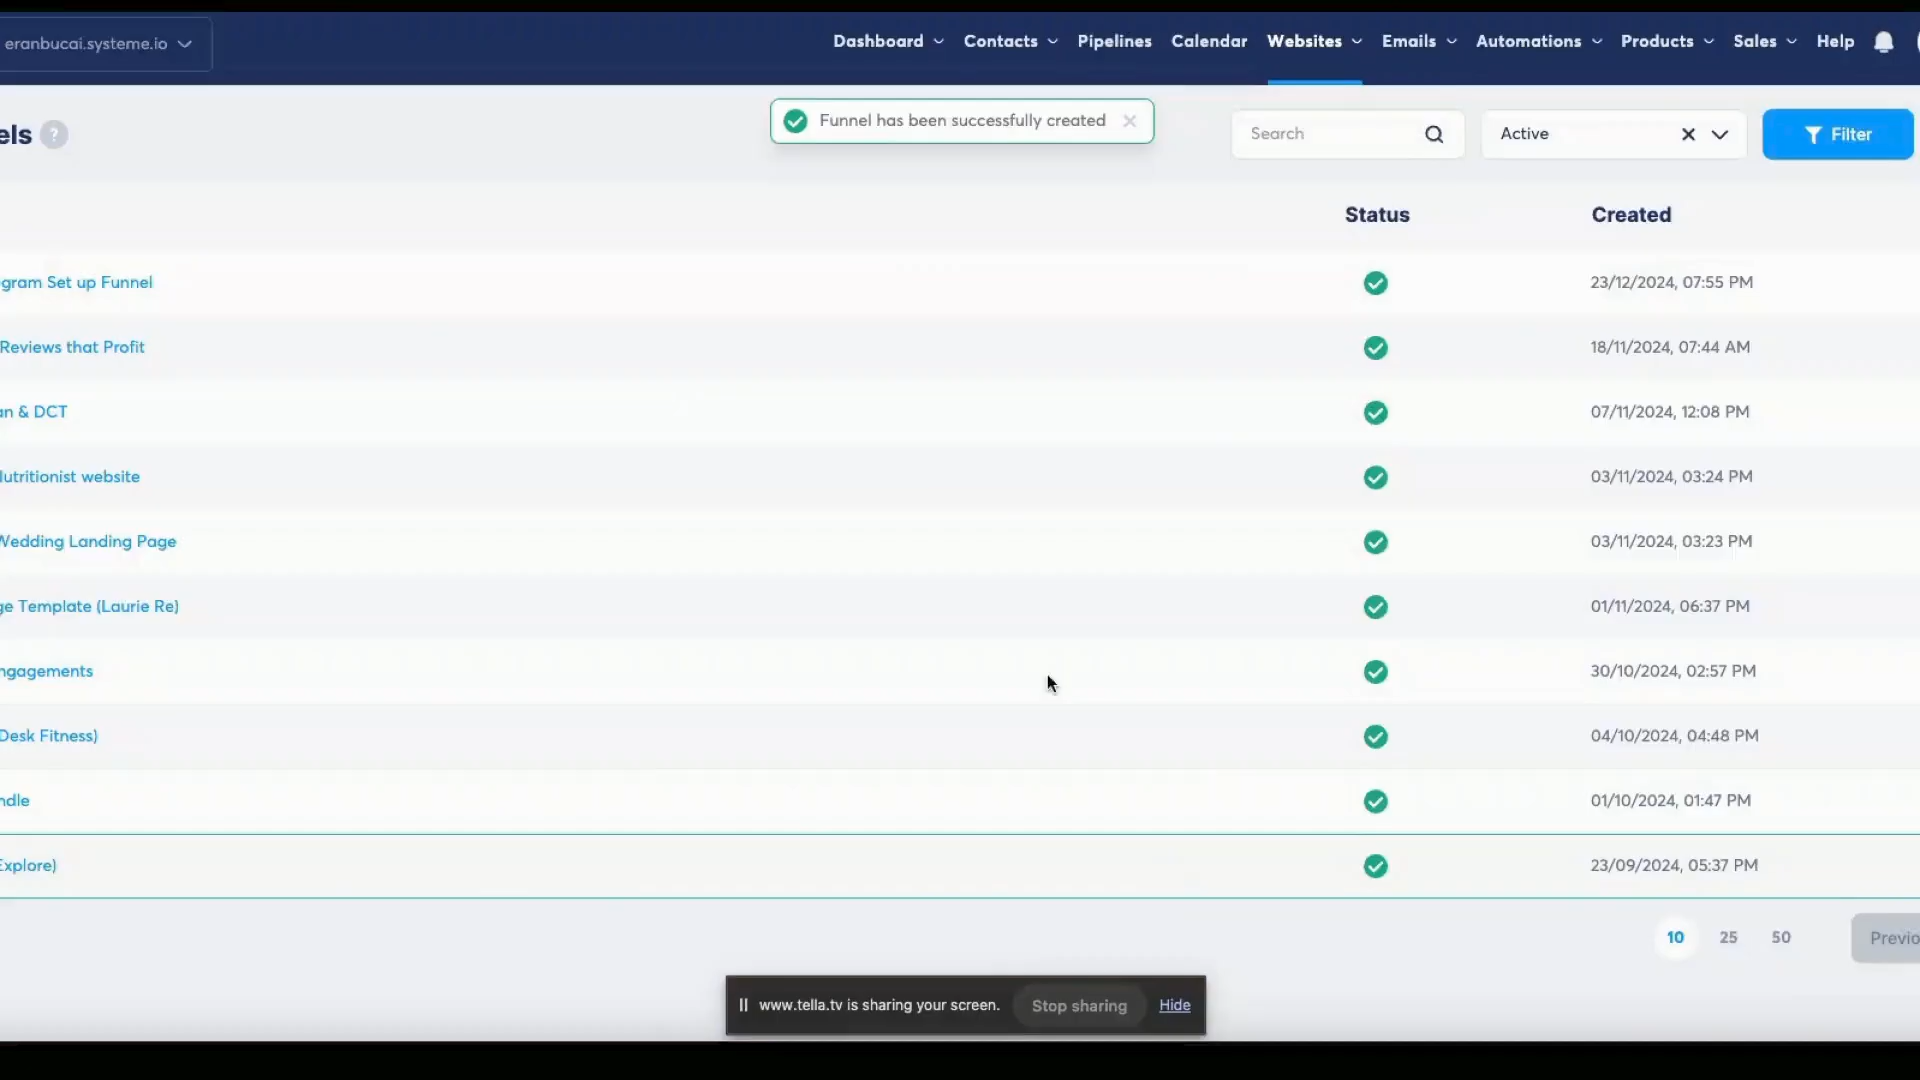 eranbucai.systeme.io
Dashboard Contacts Pipelines Calendar Websites Emails Automations Products Sales Help
els ?
Funnel has been successfully created
Search
Active
Filter
Status Created
gram Set up Funnel 23/12/2024, 07:55 PM
Reviews that Profit 18/11/2024, 07:44 AM
an & DCT 07/11/2024, 12:08 PM
lutritionist website 03/11/2024, 03:24 PM
Wedding Landing Page 03/11/2024, 03:23 PM
ge Template (Laurie Re) 01/11/2024, 06:37 PM
ngagements 30/10/2024, 02:57 PM
Desk Fitness) 04/10/2024, 04:48 PM
ndle 01/10/2024, 01:47 PM
Explore) 23/09/2024, 05:37 PM
10 25 50 Previo
www.tella.tv is sharing your screen. Stop sharing Hide